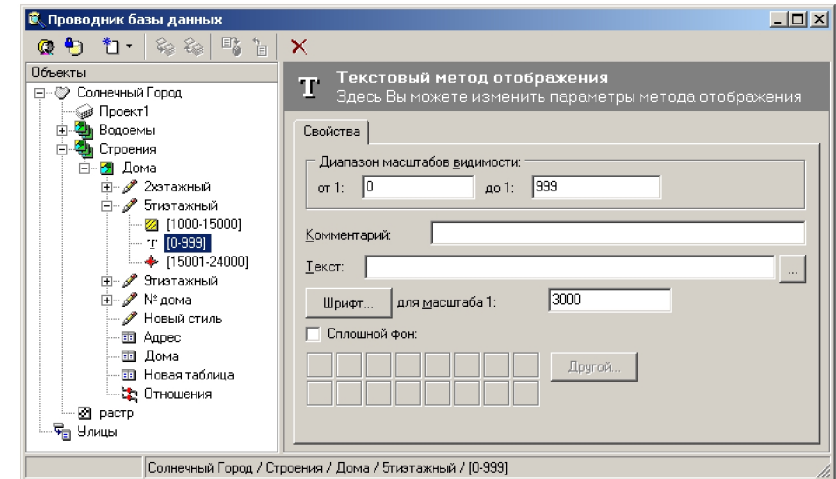 Проводник базы данных
Объекты
Солнечный Город
Проект1
Водоемы
Строения
Дома
2хэтажный
5тиэтажный
[1000-15000]
[0-999]
[15001-24000]
9тиэтажный
№ дома
Новый стиль
Адрес
Дома
Новая таблица
Отношения
растр
Улицы
Текстовый метод отображения
Здесь Вы можете изменить параметры метода отображения
Свойства
Диапазон масштабов видимости:
от 1: 0 до 1: 999
Комментарий:
Текст: ...
Шрифт... для масштаба 1: 3000
Сплошной фон:
Другой...
Солнечный Город / Строения / Дома / 5тиэтажный / [0-999]